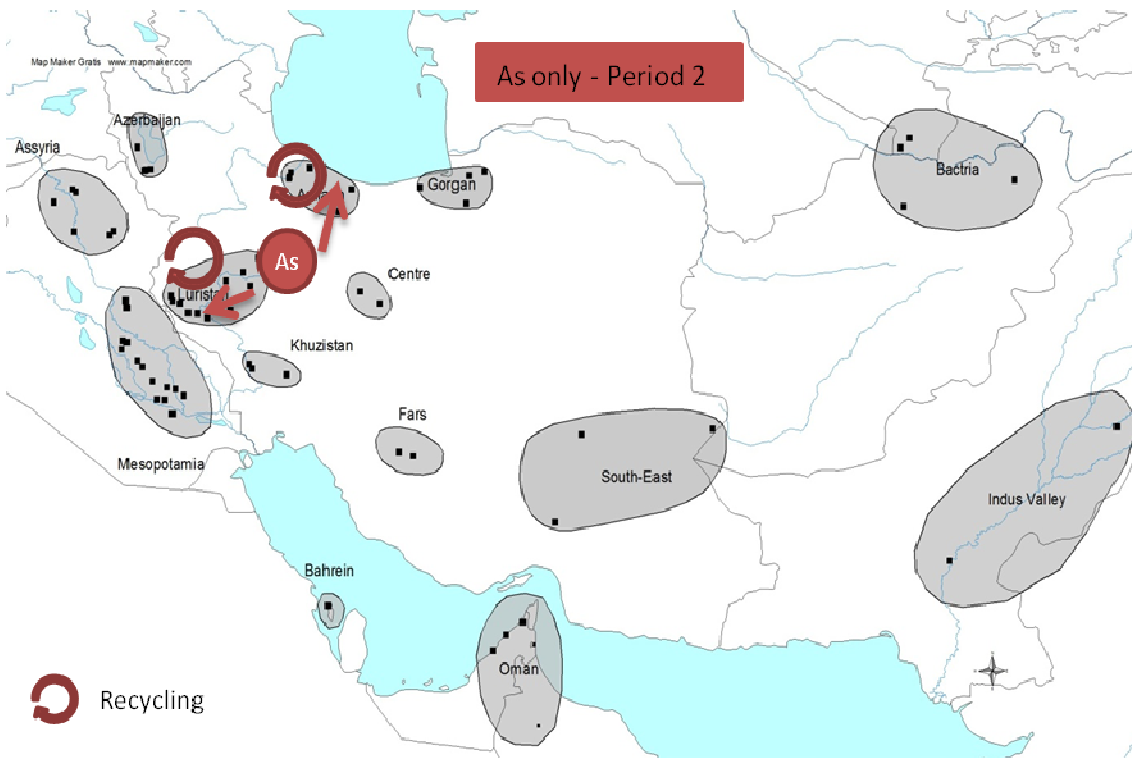 As only - Period 2
Map Maker Gratis www.mapmaker.com
Azerbaijan
Assyria
Gorgan
Bactria
As
Centre
Luristan
Khuzistan
Fars
Mesopotamia
South-East
Indus Valley
Bahrein
Oman
Recycling